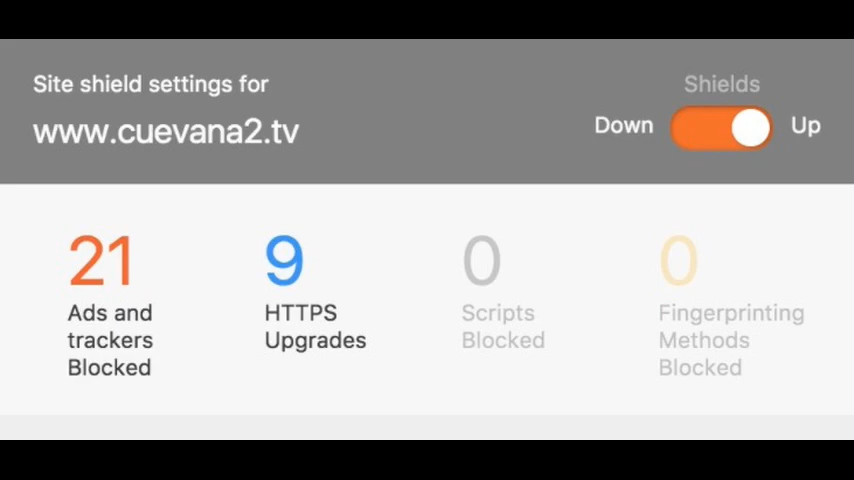 Site shield settings for
www.cuevana2.tv
Shields
Down Up
21
Ads and
trackers
Blocked
9
HTTPS
Upgrades
0
Scripts
Blocked
0
Fingerprinting
Methods
Blocked